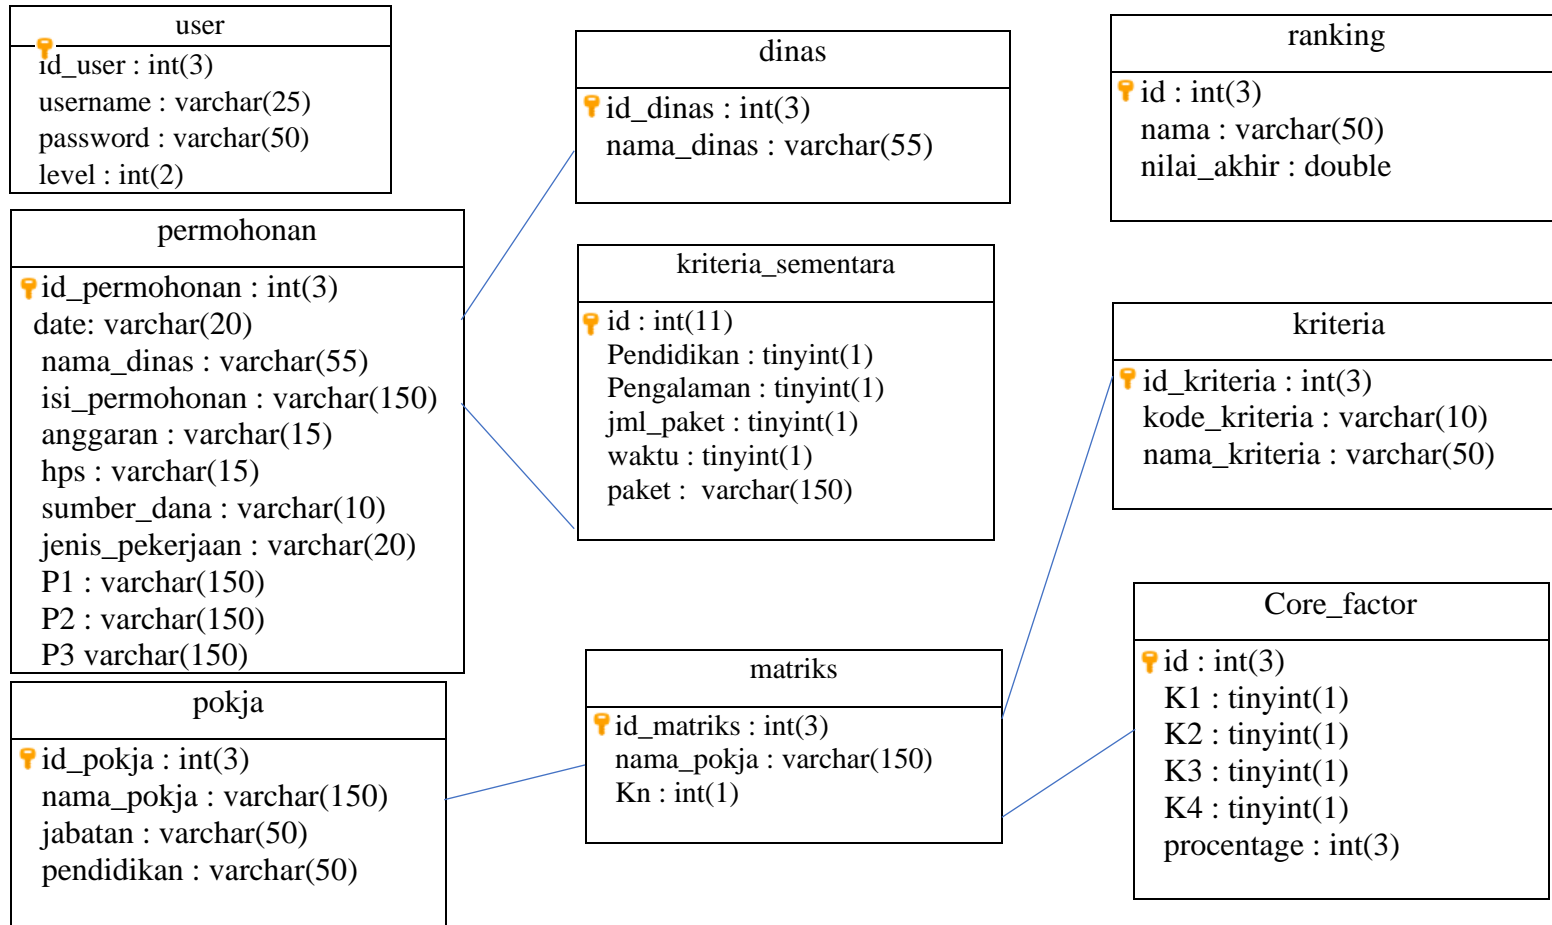 user
id_user : int(3)
username : varchar(25)
password : varchar(50)
level : int(2)
permohonan
id_permohonan : int(3)
date: varchar(20)
nama_dinas : varchar(55)
isi_permohonan : varchar(150)
anggaran : varchar(15)
hps : varchar(15)
sumber_dana : varchar(10)
jenis_pekerjaan : varchar(20)
P1 : varchar(150)
P2 : varchar(150)
P3 varchar(150)
pokja
id_pokja : int(3)
nama_pokja : varchar(150)
jabatan : varchar(50)
pendidikan : varchar(50)
dinas
id_dinas : int(3)
nama_dinas : varchar(55)
kriteria_sementara
id : int(11)
Pendidikan : tinyint(1)
Pengalaman : tinyint(1)
jml_paket : tinyint(1)
waktu : tinyint(1)
paket :  varchar(150)
matriks
id_matriks : int(3)
nama_pokja : varchar(150)
Kn : int(1)
ranking
id : int(3)
nama : varchar(50)
nilai_akhir : double
kriteria
id_kriteria : int(3)
kode_kriteria : varchar(10)
nama_kriteria : varchar(50)
Core_factor
id : int(3)
K1 : tinyint(1)
K2 : tinyint(1)
K3 : tinyint(1)
K4 : tinyint(1)
procentage : int(3)